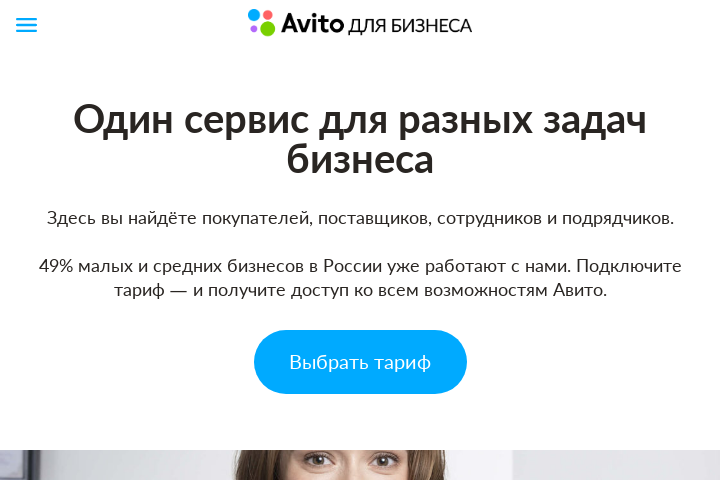 Avito ДЛЯ БИЗНЕСА
Один сервис для разных задач
бизнеса
Здесь вы найдёте покупателей, поставщиков, сотрудников и подрядчиков.
49% малых и средних бизнесов в России уже работают с нами. Подключите
тариф — и получите доступ ко всем возможностям Авито.
Выбрать тариф